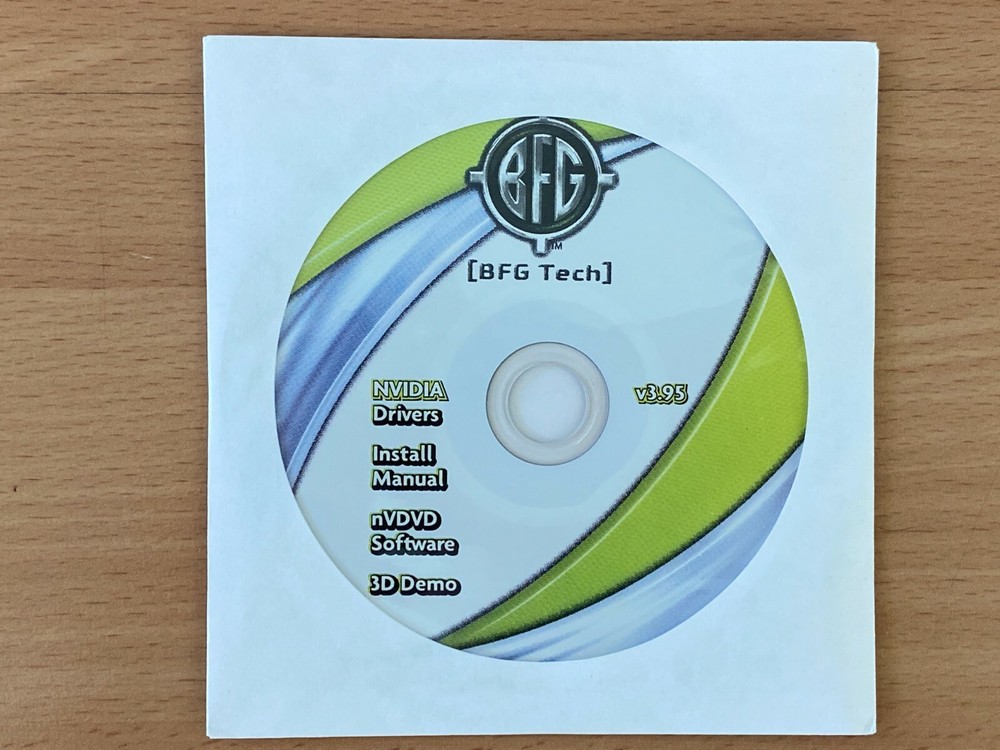 BFG
TM
[BFG Tech]
NVIDIA
Drivers
v3.95
Install
Manual
nVDVD
Software
3D Demo